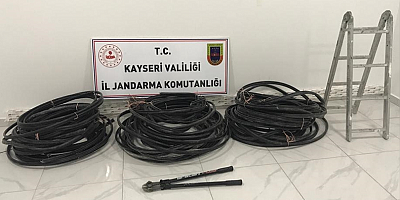 T.C.
KAYSERİ VALİLİĞİ
İL JANDARMA KOMUTANLIĞI